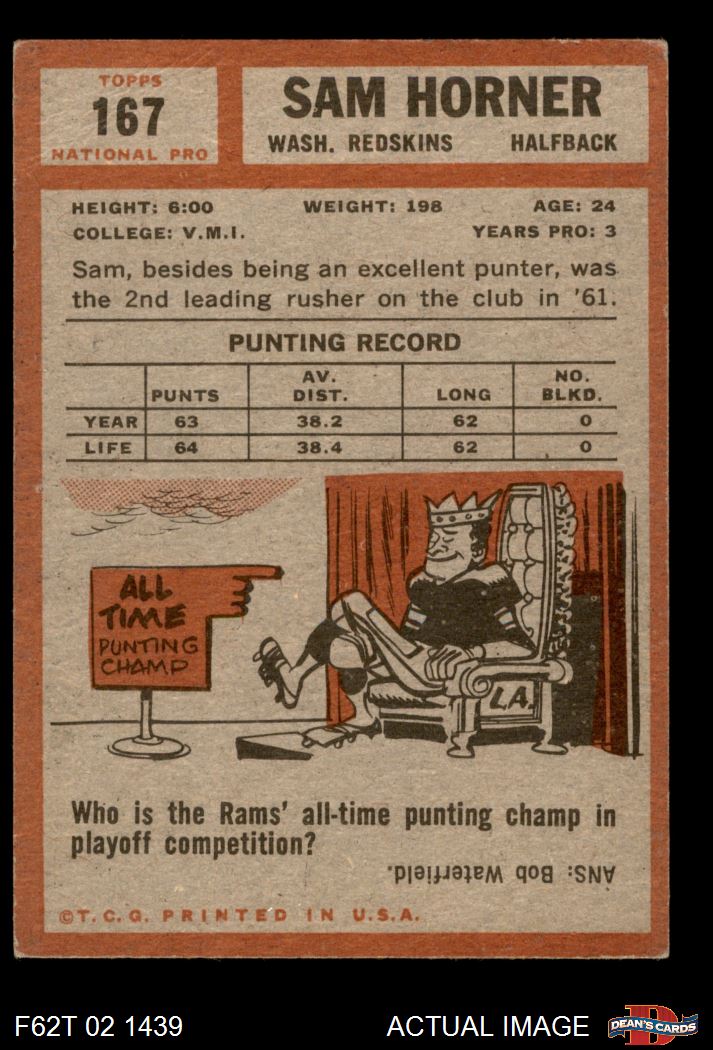 TOPPS
167
NATIONAL PRO
SAM HORNER
WASH. REDSKINS HALFBACK
HEIGHT: 6:00 WEIGHT: 198 AGE: 24
COLLEGE: V.M.I. YEARS PRO: 3
Sam, besides being an excellent punter, was
the 2nd leading rusher on the club in '61.
PUNTING RECORD
PUNTS AV. DIST. LONG NO. BLKD.
YEAR 63 38.2 62 0
LIFE 64 38.4 62 0
ALL
TIME
PUNTING
CHAMP
L.A.
Who is the Rams' all-time punting champ in
playoff competition?
ANS: Bob Waterfield.
©T.C.G. PRINTED IN U.S.A.
F62T 02 1439 ACTUAL IMAGE
D
DEAN'S CARDS